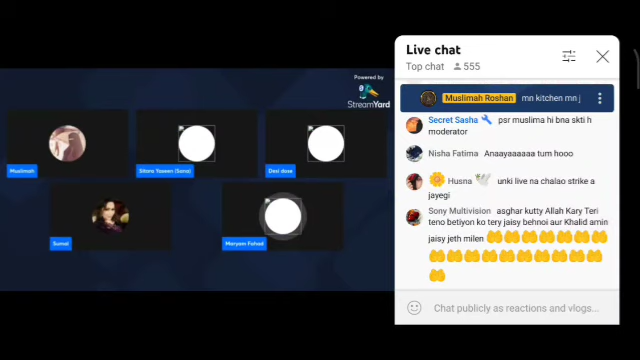 Live chat
Top chat 555
Powered by
StreamYard
Muslimah Roshan mn kitchen mn j
Secret Sasha psr muslima hi bna skti h
moderator
Nisha Fatima Anaayaaaaaa tum hooo
Husna unki live na chalao strike a
jayegi
Sony Multivision asghar kutty Allah Kary Teri
teno betiyon ko tery jaisy behnoi aur Khalid amin
jaisy jeth milen
Chat publicly as reactions and vlogs...
Muslimah
Sitara Yaseen (Sana)
Desi dose
Sumai
Maryam Fahad